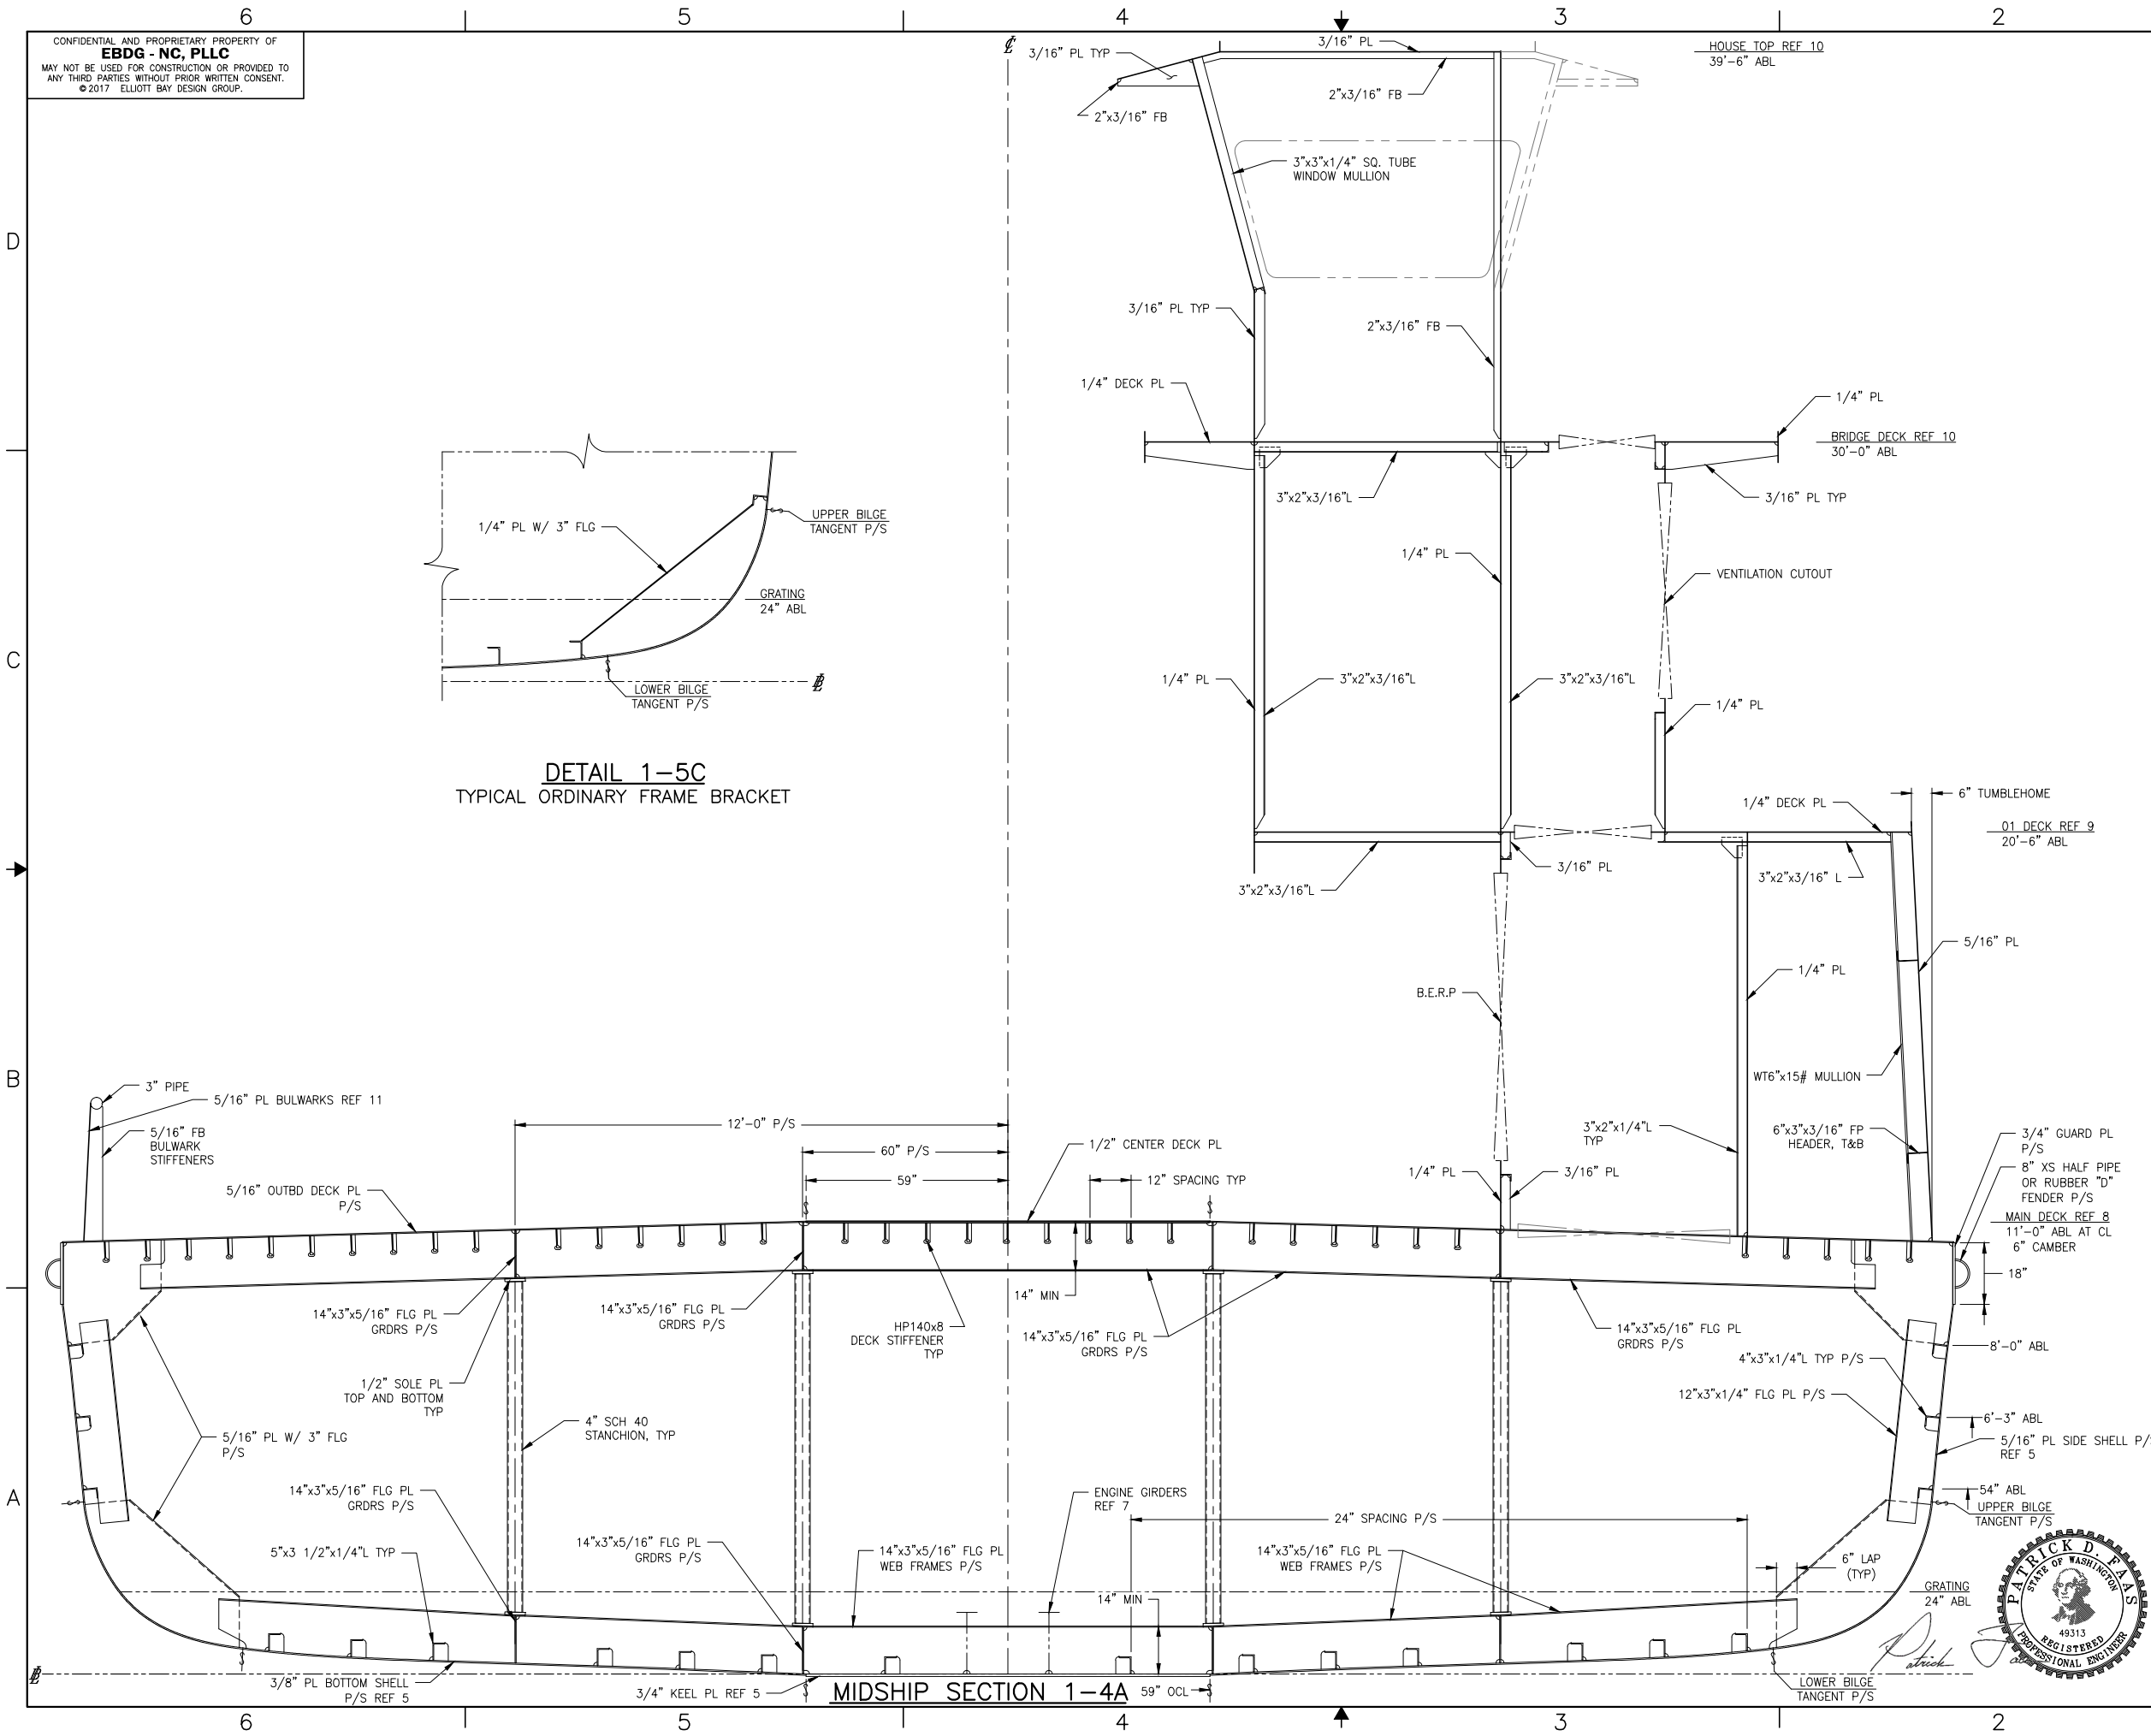 6 5 4 3 2
CONFIDENTIAL AND PROPRIETARY PROPERTY OF
EBDG - NC, PLLC
MAY NOT BE USED FOR CONSTRUCTION OR PROVIDED TO
ANY THIRD PARTIES WITHOUT PRIOR WRITTEN CONSENT.
©2017 ELLIOTT BAY DESIGN GROUP.
℄
3/16" PL TYP
3/16" PL
HOUSE TOP REF 10
39'-6" ABL
2"x3/16" FB
2"x3/16" FB
3"x3"x1/4" SQ. TUBE
WINDOW MULLION
D
3/16" PL TYP
2"x3/16" FB
1/4" DECK PL
1/4" PL
BRIDGE DECK REF 10
30'-0" ABL
3"x2"x3/16"L
3/16" PL TYP
UPPER BILGE
TANGENT P/S
1/4" PL W/ 3" FLG
1/4" PL
VENTILATION CUTOUT
GRATING
24" ABL
C
LOWER BILGE
TANGENT P/S
1/4" PL
3"x2"x3/16"L
3"x2"x3/16"L
1/4" PL
DETAIL 1-5C
TYPICAL ORDINARY FRAME BRACKET
6" TUMBLEHOME
1/4" DECK PL
01 DECK REF 9
20'-6" ABL
3/16" PL
3"x2"x3/16"L
3"x2"x3/16" L
5/16" PL
1/4" PL
B.E.R.P
B
WT6"x15# MULLION
3" PIPE
5/16" PL BULWARKS REF 11
5/16" FB
BULWARK
STIFFENERS
12'-0" P/S
60" P/S
59"
1/2" CENTER DECK PL
12" SPACING TYP
3"x2"x1/4"L
TYP
6"x3"x3/16" FP
HEADER, T&B
3/4" GUARD PL
P/S
8" XS HALF PIPE
OR RUBBER "D"
FENDER P/S
1/4" PL
3/16" PL
5/16" OUTBD DECK PL
P/S
MAIN DECK REF 8
11'-0" ABL AT CL
6" CAMBER
18"
14" MIN
14"x3"x5/16" FLG PL
GRDRS P/S
14"x3"x5/16" FLG PL
GRDRS P/S
HP140x8
DECK STIFFENER
TYP
14"x3"x5/16" FLG PL
GRDRS P/S
14"x3"x5/16" FLG PL
GRDRS P/S
8'-0" ABL
4"x3"x1/4"L TYP P/S
12"x3"x1/4" FLG PL P/S
1/2" SOLE PL
TOP AND BOTTOM
TYP
4" SCH 40
STANCHION, TYP
6'-3" ABL
5/16" PL W/ 3" FLG
P/S
5/16" PL SIDE SHELL P/S
REF 5
A
14"x3"x5/16" FLG PL
GRDRS P/S
ENGINE GIRDERS
REF 7
54" ABL
UPPER BILGE
TANGENT P/S
24" SPACING P/S
5"x3 1/2"x1/4"L TYP
14"x3"x5/16" FLG PL
GRDRS P/S
14"x3"x5/16" FLG PL
WEB FRAMES P/S
14"x3"x5/16" FLG PL
WEB FRAMES P/S
6" LAP
(TYP)
14" MIN
GRATING
24" ABL
PATRICK D. FAAS
STATE OF WASHINGTON
49313
REGISTERED
PROFESSIONAL ENGINEER
Patrick
3/8" PL BOTTOM SHELL
P/S REF 5
3/4" KEEL PL REF 5
MIDSHIP SECTION 1-4A
59" OCL
LOWER BILGE
TANGENT P/S
6 5 4 3 2